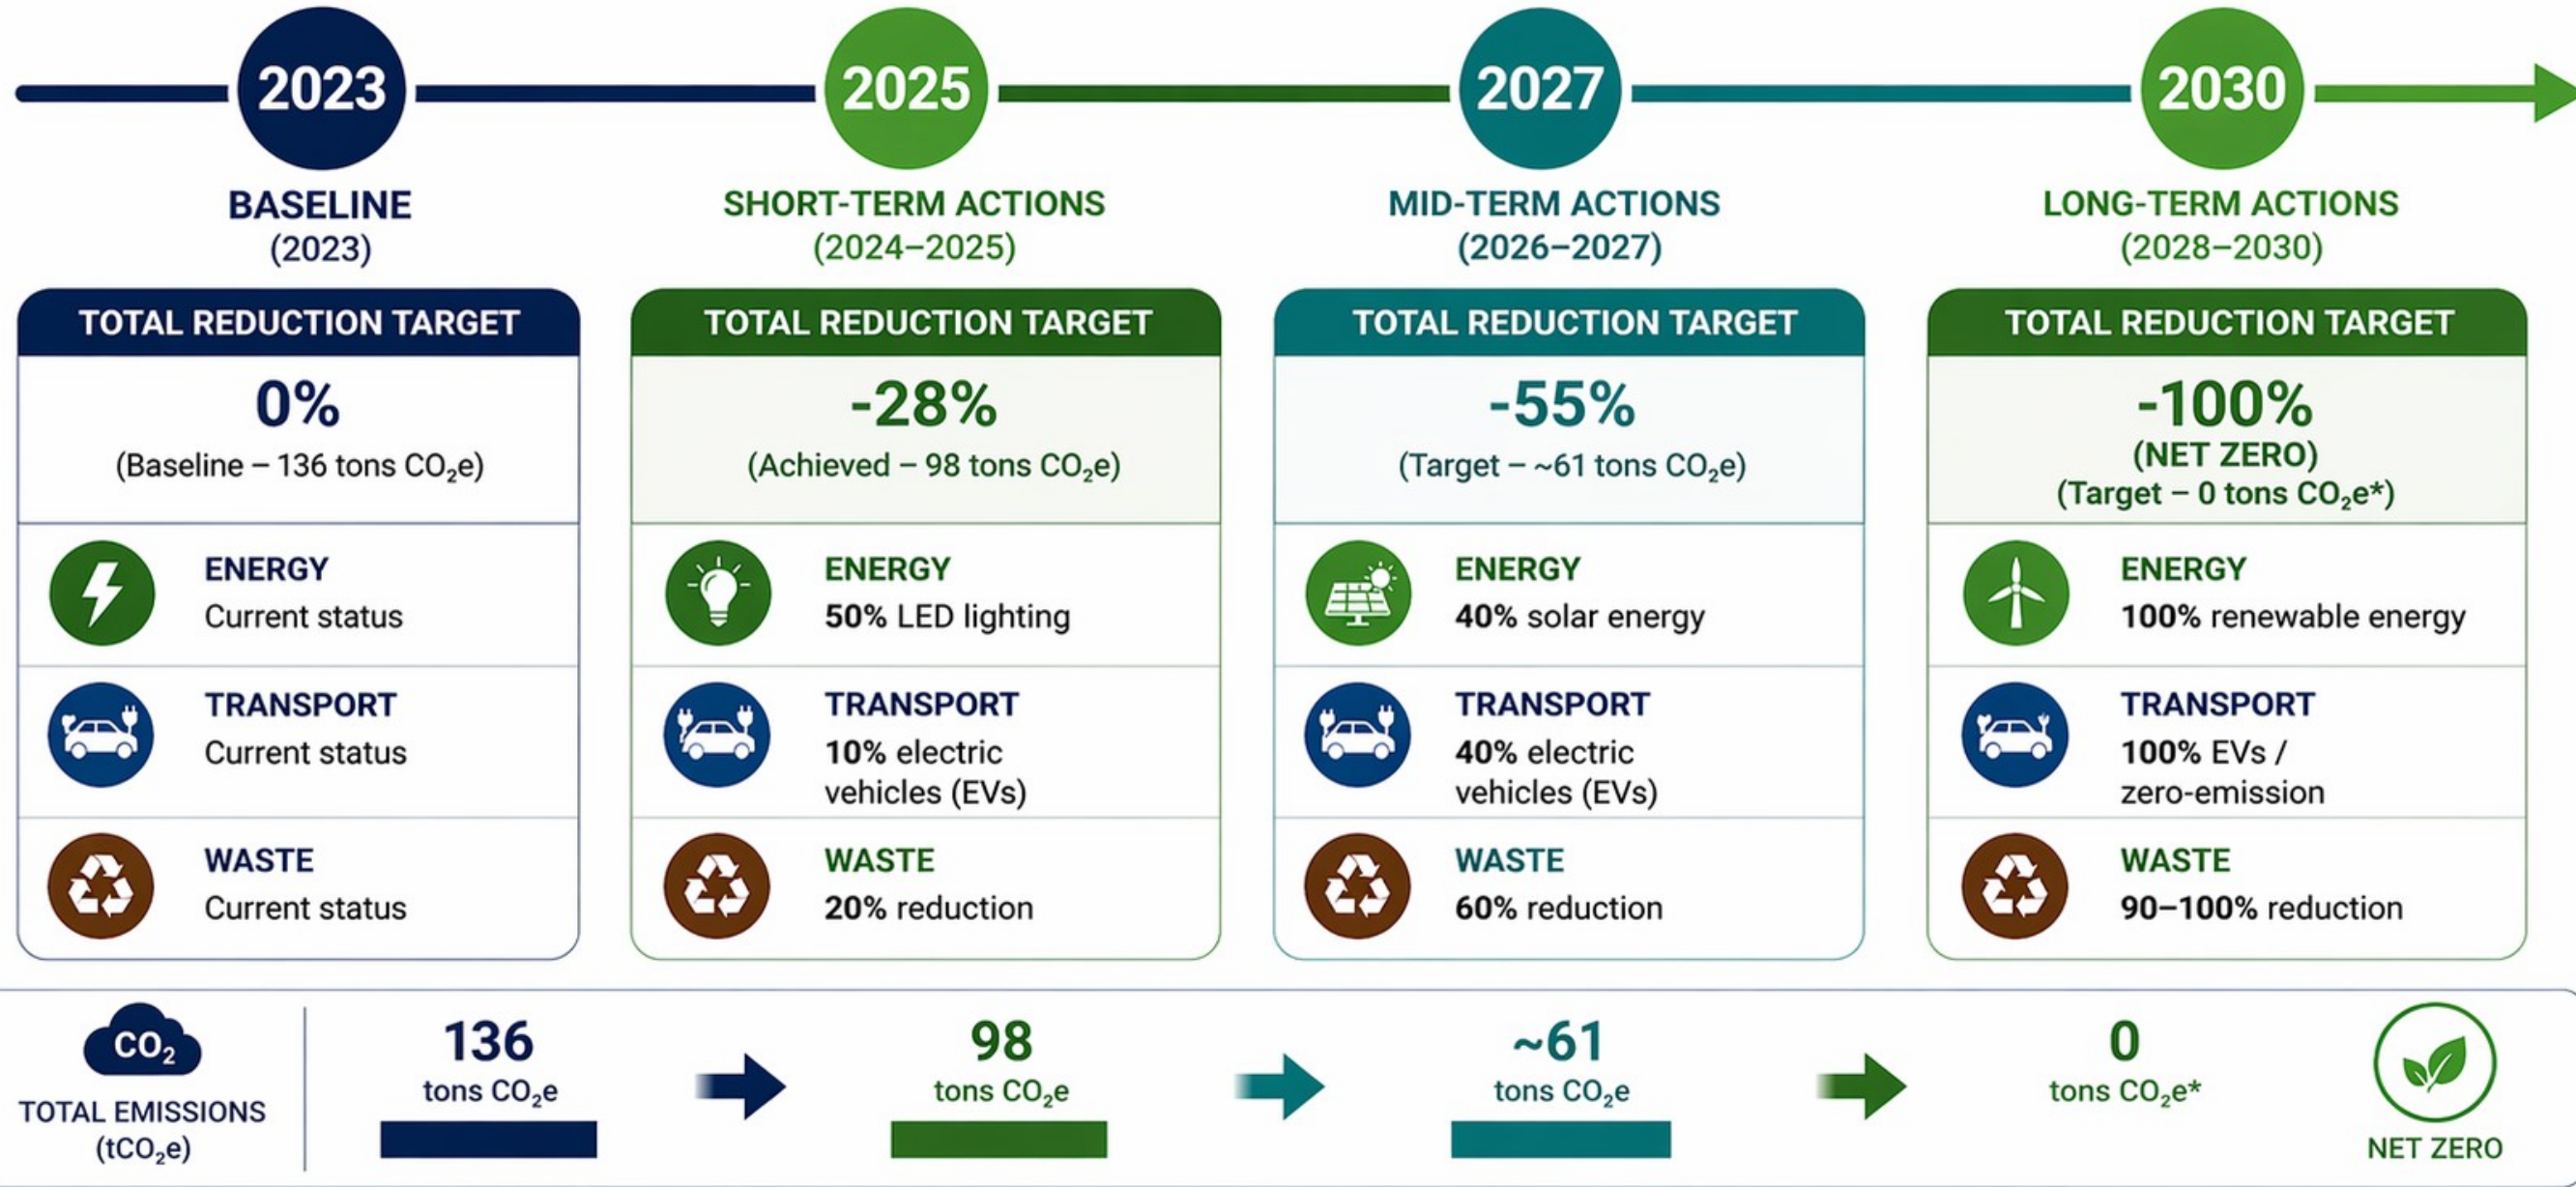 2023
2025
2027
2030
BASELINE
(2023)
SHORT-TERM ACTIONS
(2024–2025)
MID-TERM ACTIONS
(2026–2027)
LONG-TERM ACTIONS
(2028–2030)
TOTAL REDUCTION TARGET
0%
(Baseline – 136 tons CO₂e)
ENERGY
Current status
TRANSPORT
Current status
WASTE
Current status
TOTAL REDUCTION TARGET
-28%
(Achieved – 98 tons CO₂e)
ENERGY
50% LED lighting
TRANSPORT
10% electric
vehicles (EVs)
WASTE
20% reduction
TOTAL REDUCTION TARGET
-55%
(Target – ~61 tons CO₂e)
ENERGY
40% solar energy
TRANSPORT
40% electric
vehicles (EVs)
WASTE
60% reduction
TOTAL REDUCTION TARGET
-100%
(NET ZERO)
(Target – 0 tons CO₂e*)
ENERGY
100% renewable energy
TRANSPORT
100% EVs /
zero-emission
WASTE
90–100% reduction
CO₂
TOTAL EMISSIONS
(tCO₂e)
136
tons CO₂e
98
tons CO₂e
~61
tons CO₂e
0
tons CO₂e*
NET ZERO